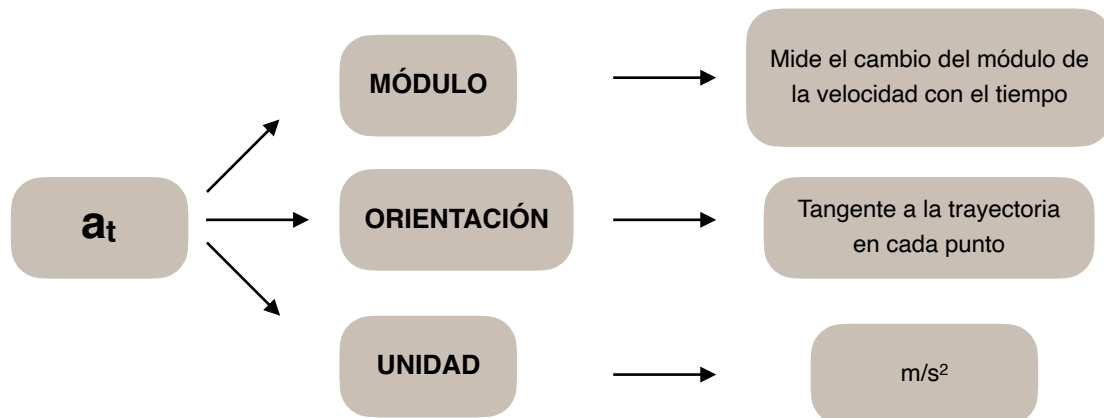 aₜ
MÓDULO
Mide el cambio del módulo de
la velocidad con el tiempo
ORIENTACIÓN
Tangente a la trayectoria
en cada punto
UNIDAD
m/s²